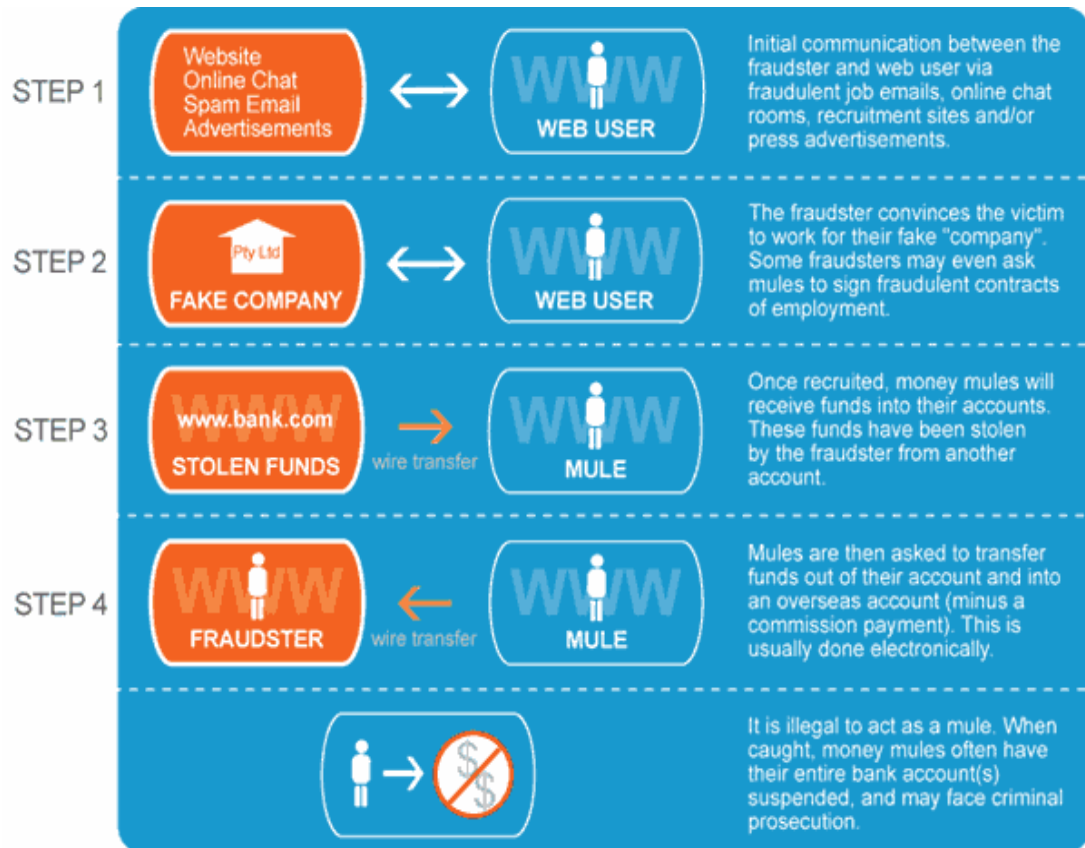 STEP 1
Website
Online Chat
Spam Email
Advertisements
WWW
WEB USER
Initial communication between the
fraudster and web user via
fraudulent job emails, online chat
rooms, recruitment sites and/or
press advertisements.
STEP 2
Pty Ltd
FAKE COMPANY
WWW
WEB USER
The fraudster convinces the victim
to work for their fake "company".
Some fraudsters may even ask
mules to sign fraudulent contracts
of employment.
STEP 3
WWW
www.bank.com
STOLEN FUNDS
wire transfer
WWW
MULE
Once recruited, money mules will
receive funds into their accounts.
These funds have been stolen
by the fraudster from another
account.
STEP 4
WWW
FRAUDSTER
wire transfer
WWW
MULE
Mules are then asked to transfer
funds out of their account and into
an overseas account (minus a
commission payment). This is
usually done electronically.
$
$
It is illegal to act as a mule. When
caught, money mules often have
their entire bank account(s)
suspended, and may face criminal
prosecution.